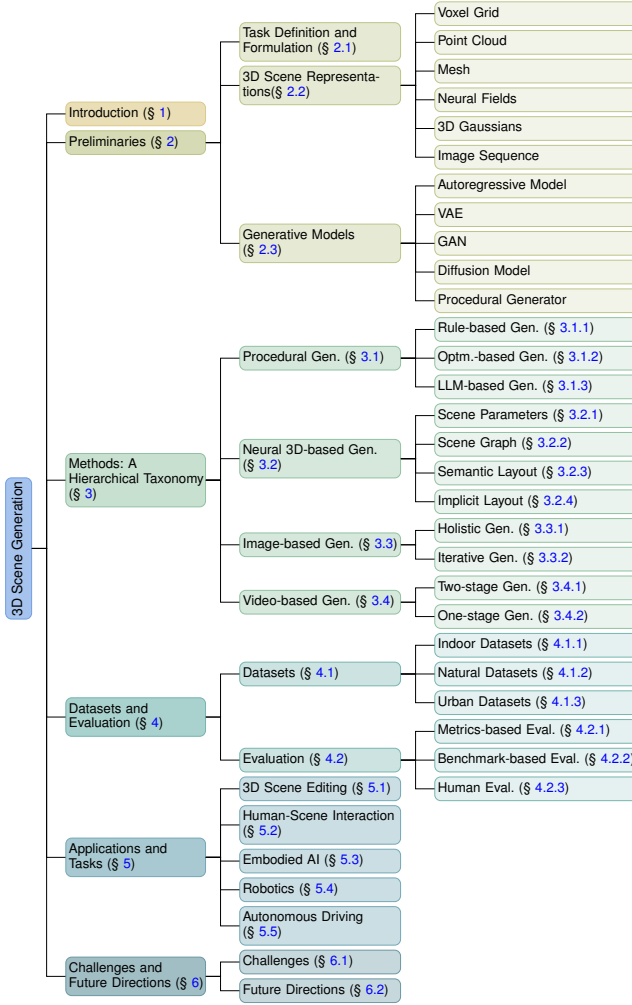 3D Scene Generation
Introduction (§ 1)
Preliminaries (§ 2)
Task Definition and
Formulation (§ 2.1)
3D Scene Representa-
tions(§ 2.2)
Voxel Grid
Point Cloud
Mesh
Neural Fields
3D Gaussians
Image Sequence
Generative Models
(§ 2.3)
Autoregressive Model
VAE
GAN
Diffusion Model
Procedural Generator
Methods: A
Hierarchical Taxonomy
(§ 3)
Procedural Gen. (§ 3.1)
Rule-based Gen. (§ 3.1.1)
Optm.-based Gen. (§ 3.1.2)
LLM-based Gen. (§ 3.1.3)
Neural 3D-based Gen.
(§ 3.2)
Scene Parameters (§ 3.2.1)
Scene Graph (§ 3.2.2)
Semantic Layout (§ 3.2.3)
Implicit Layout (§ 3.2.4)
Image-based Gen. (§ 3.3)
Holistic Gen. (§ 3.3.1)
Iterative Gen. (§ 3.3.2)
Video-based Gen. (§ 3.4)
Two-stage Gen. (§ 3.4.1)
One-stage Gen. (§ 3.4.2)
Datasets and
Evaluation (§ 4)
Datasets (§ 4.1)
Indoor Datasets (§ 4.1.1)
Natural Datasets (§ 4.1.2)
Urban Datasets (§ 4.1.3)
Evaluation (§ 4.2)
Metrics-based Eval. (§ 4.2.1)
Benchmark-based Eval. (§ 4.2.2)
Human Eval. (§ 4.2.3)
Applications and
Tasks (§ 5)
3D Scene Editing (§ 5.1)
Human-Scene Interaction
(§ 5.2)
Embodied AI (§ 5.3)
Robotics (§ 5.4)
Autonomous Driving
(§ 5.5)
Challenges and
Future Directions (§ 6)
Challenges (§ 6.1)
Future Directions (§ 6.2)